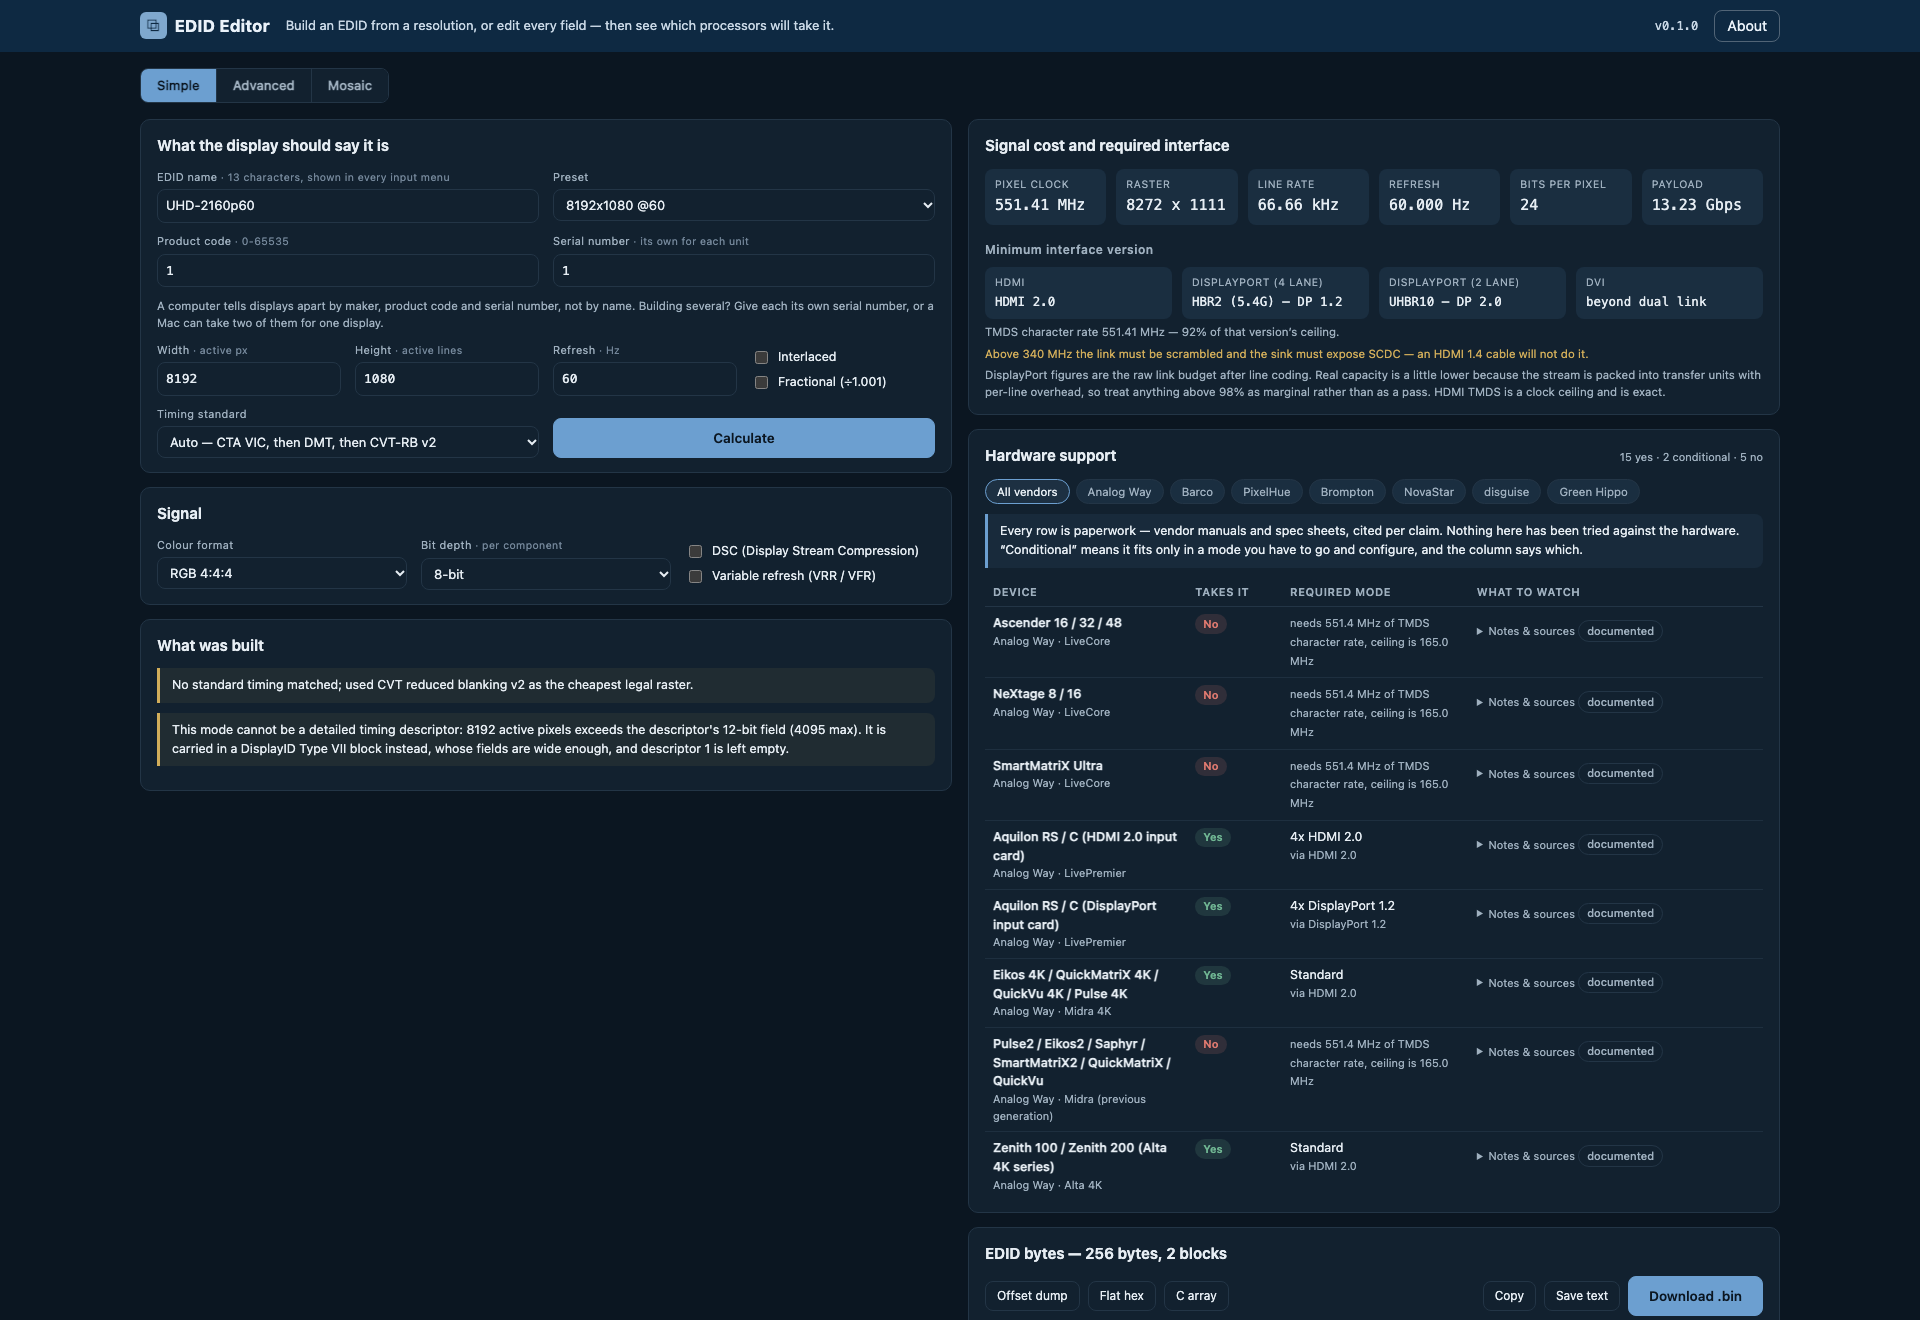 EDID Editor
Build an EDID from a resolution, or edit every field — then see which processors will take it.
v0.1.0
About
Simple
Advanced
Mosaic
What the display should say it is
EDID name · 13 characters, shown in every input menu
Preset
UHD-2160p60
8192x1080 @60
Product code · 0-65535
Serial number · its own for each unit
1
1
A computer tells displays apart by maker, product code and serial number, not by name. Building several? Give each its own serial number, or a
Mac can take two of them for one display.
Width · active px
Height · active lines
Refresh · Hz
8192
1080
60
Interlaced
Fractional (÷1.001)
Timing standard
Auto — CTA VIC, then DMT, then CVT-RB v2
Calculate
Signal
Colour format
Bit depth · per component
RGB 4:4:4
8-bit
DSC (Display Stream Compression)
Variable refresh (VRR / VFR)
What was built
No standard timing matched; used CVT reduced blanking v2 as the cheapest legal raster.
This mode cannot be a detailed timing descriptor: 8192 active pixels exceeds the descriptor's 12-bit field (4095 max). It is
carried in a DisplayID Type VII block instead, whose fields are wide enough, and descriptor 1 is left empty.
Signal cost and required interface
PIXEL CLOCK
551.41 MHz
RASTER
8272 x 1111
LINE RATE
66.66 kHz
REFRESH
60.000 Hz
BITS PER PIXEL
24
PAYLOAD
13.23 Gbps
Minimum interface version
HDMI
HDMI 2.0
DISPLAYPORT (4 LANE)
HBR2 (5.4G) — DP 1.2
DISPLAYPORT (2 LANE)
UHBR10 — DP 2.0
DVI
beyond dual link
TMDS character rate 551.41 MHz — 92% of that version's ceiling.
Above 340 MHz the link must be scrambled and the sink must expose SCDC — an HDMI 1.4 cable will not do it.
DisplayPort figures are the raw link budget after line coding. Real capacity is a little lower because the stream is packed into transfer units with
per-line overhead, so treat anything above 98% as marginal rather than as a pass. HDMI TMDS is a clock ceiling and is exact.
Hardware support
15 yes · 2 conditional · 5 no
All vendors
Analog Way
Barco
PixelHue
Brompton
NovaStar
disguise
Green Hippo
Every row is paperwork — vendor manuals and spec sheets, cited per claim. Nothing here has been tried against the hardware.
“Conditional” means it fits only in a mode you have to go and configure, and the column says which.
DEVICE
TAKES IT
REQUIRED MODE
WHAT TO WATCH
Ascender 16 / 32 / 48
Analog Way · LiveCore
No
needs 551.4 MHz of TMDS
character rate, ceiling is 165.0
MHz
Notes & sources
documented
NeXtage 8 / 16
Analog Way · LiveCore
No
needs 551.4 MHz of TMDS
character rate, ceiling is 165.0
MHz
Notes & sources
documented
SmartMatriX Ultra
Analog Way · LiveCore
No
needs 551.4 MHz of TMDS
character rate, ceiling is 165.0
MHz
Notes & sources
documented
Aquilon RS / C (HDMI 2.0 input
card)
Analog Way · LivePremier
Yes
4x HDMI 2.0
via HDMI 2.0
Notes & sources
documented
Aquilon RS / C (DisplayPort
input card)
Analog Way · LivePremier
Yes
4x DisplayPort 1.2
via DisplayPort 1.2
Notes & sources
documented
Eikos 4K / QuickMatriX 4K /
QuickVu 4K / Pulse 4K
Analog Way · Midra 4K
Yes
Standard
via HDMI 2.0
Notes & sources
documented
Pulse2 / Eikos2 / Saphyr /
SmartMatriX2 / QuickMatriX /
QuickVu
Analog Way · Midra (previous
generation)
No
needs 551.4 MHz of TMDS
character rate, ceiling is 165.0
MHz
Notes & sources
documented
Zenith 100 / Zenith 200 (Alta
4K series)
Analog Way · Alta 4K
Yes
Standard
via HDMI 2.0
Notes & sources
documented
EDID bytes — 256 bytes, 2 blocks
Offset dump
Flat hex
C array
Copy
Save text
Download .bin